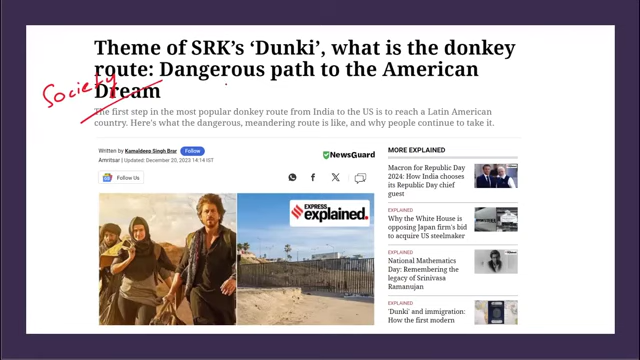 Theme of SRK's 'Dunki', what is the donkey
route: Dangerous path to the American
Dream
Society
The first step in the most popular donkey route from India to the US is to reach a Latin American
country. Here's what the dangerous, meandering route is like, and why people continue to take it.
Written by Kamaldeep Singh Brar Follow
Amritsar | Updated: December 20, 2023 14:14 IST
NewsGuard
Follow Us
EXPRESS
explained.
MORE EXPLAINED
Macron for Republic Day
2024: How India chooses
its Republic Day chief
guest
EXPLAINED
Why the White House is
opposing Japan firm's bid
to acquire US steelmaker
EXPLAINED
National Mathematics
Day: Remembering the
legacy of Srinivasa
Ramanujan
EXPLAINED
'Dunki' and immigration:
How the first modern